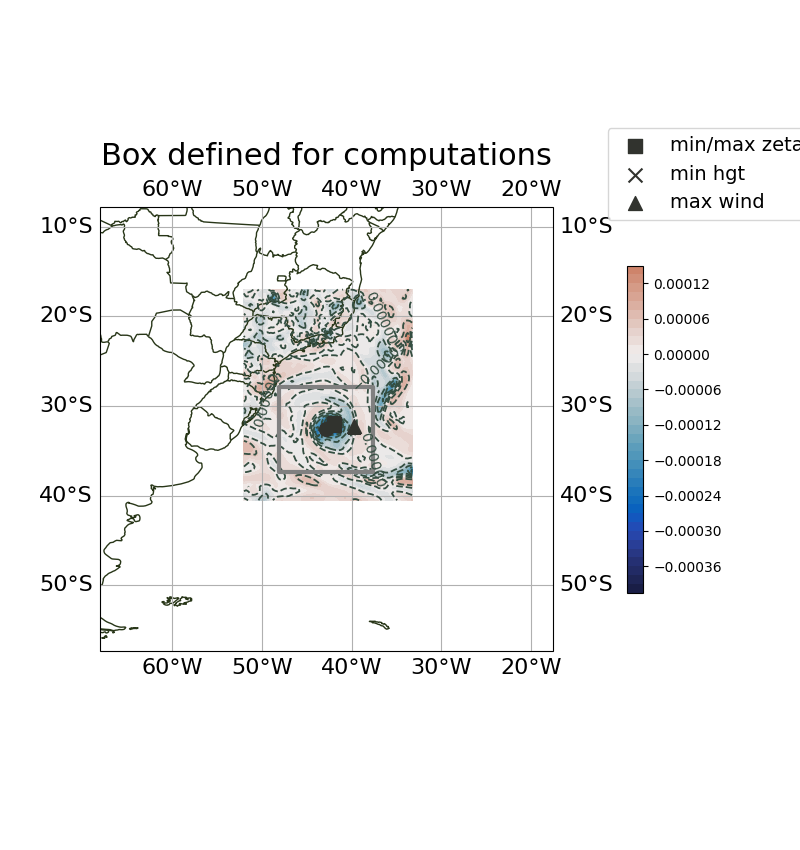 Box defined for computations
min/max zeta
min hgt
max wind
60°W 50°W 40°W 30°W 20°W
10°S 10°S
20°S 20°S
30°S 30°S
40°S 40°S
50°S 50°S
60°W 50°W 40°W 30°W 20°W
0.00012
0.00006
0.00000
−0.00006
−0.00012
−0.00018
−0.00024
−0.00030
−0.00036